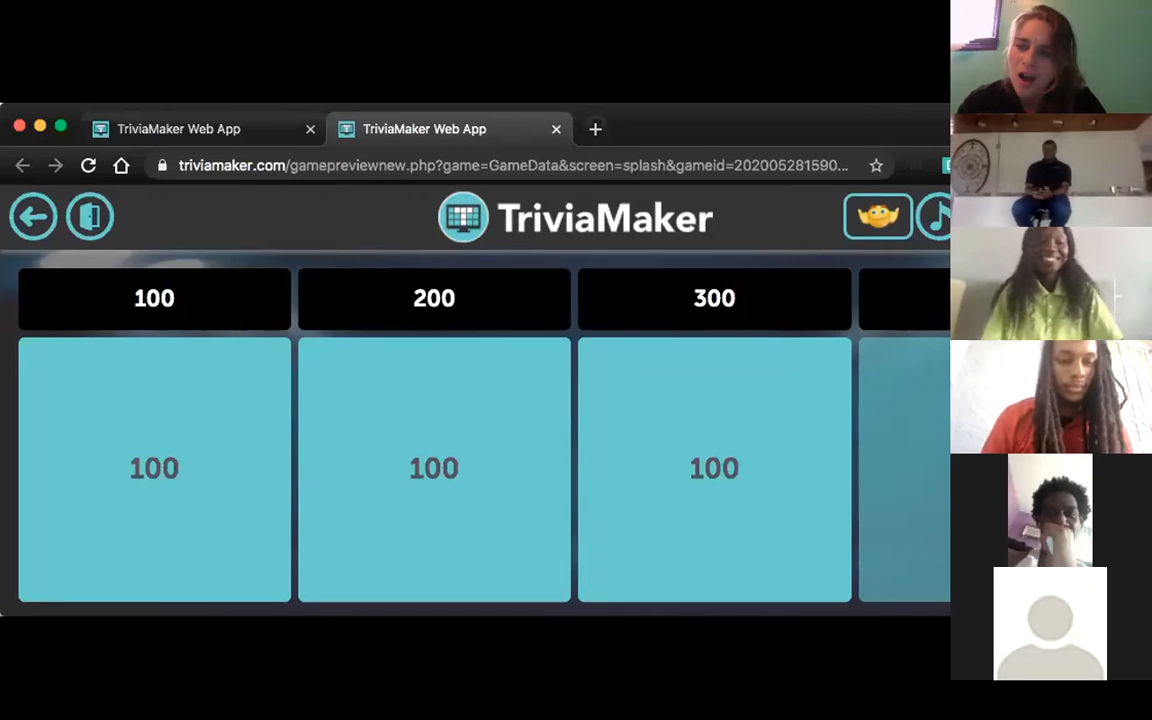 TriviaMaker Web App
TriviaMaker Web App
triviamaker.com/gamepreviewnew.php?game=GameData&screen=splash&gameid=202005281590...
TriviaMaker
100 200 300
100 100 100